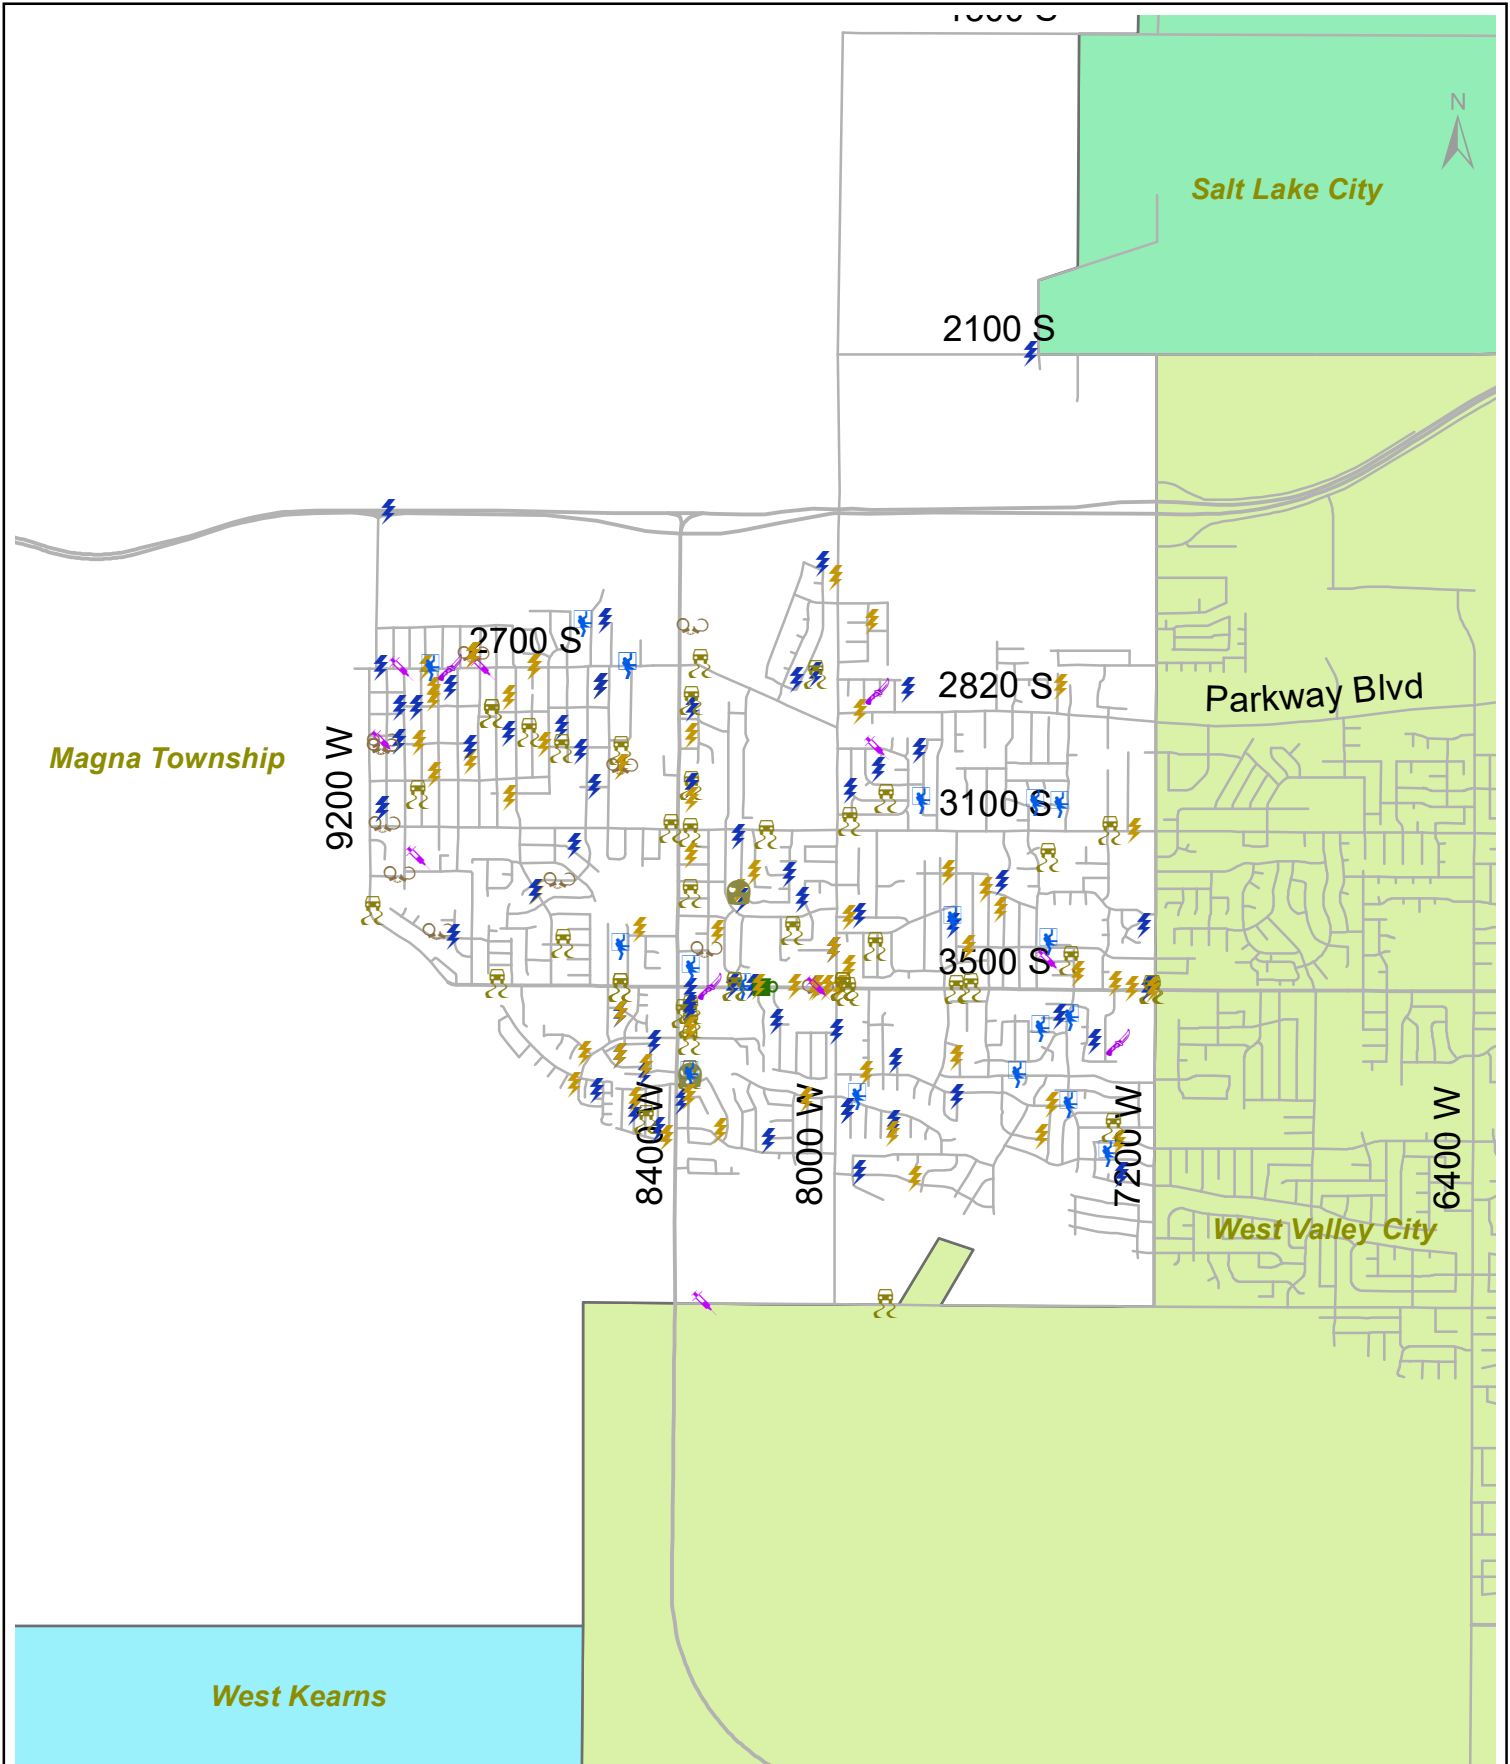 N
Salt Lake City
2100 S
2700 S
2820 S
Parkway Blvd
Magna Township
9200 W
3100 S
3500 S
8400 W
8000 W
7200 W
6400 W
West Valley City
West Kearns